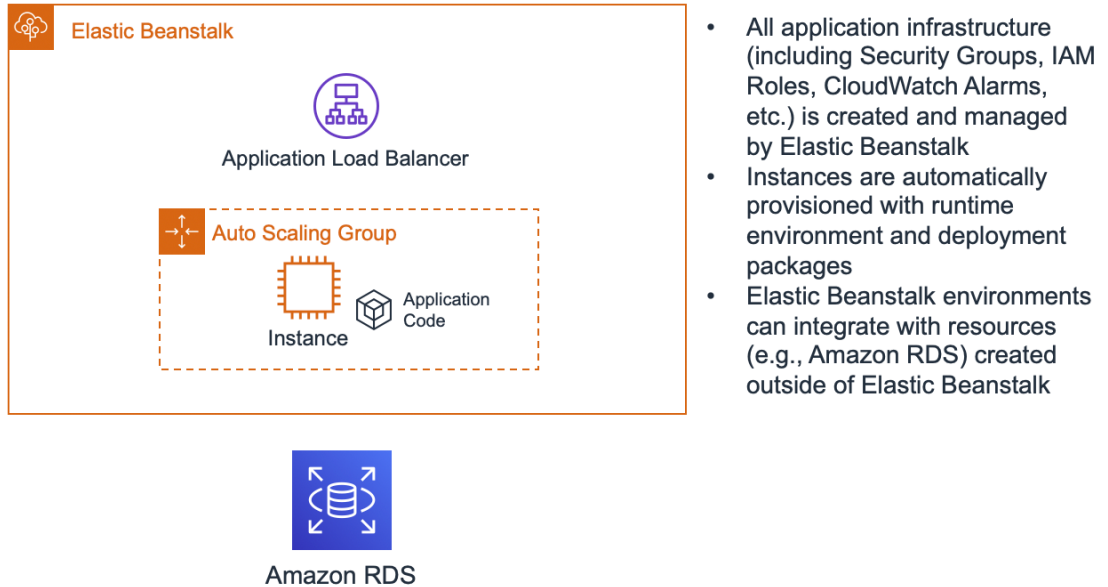 Elastic Beanstalk
Application Load Balancer
Auto Scaling Group
Application
Code
Instance
Amazon RDS
• All application infrastructure
(including Security Groups, IAM
Roles, CloudWatch Alarms,
etc.) is created and managed
by Elastic Beanstalk
• Instances are automatically
provisioned with runtime
environment and deployment
packages
• Elastic Beanstalk environments
can integrate with resources
(e.g., Amazon RDS) created
outside of Elastic Beanstalk